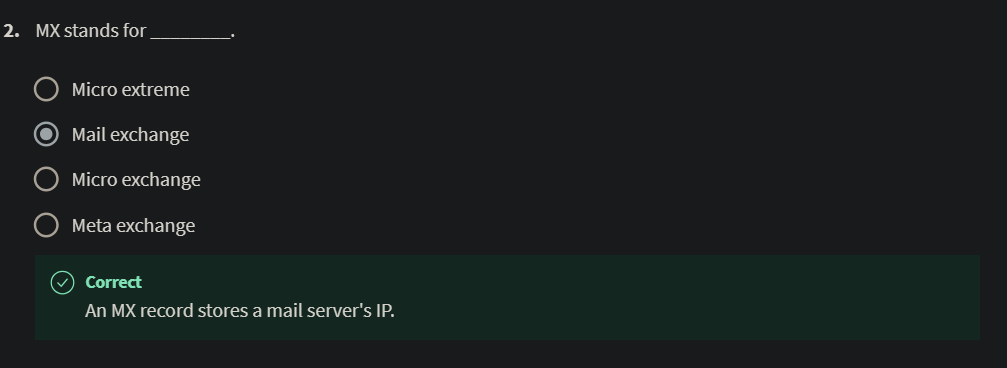 2. MX stands for ________.
Micro extreme
Mail exchange
Micro exchange
Meta exchange
Correct
An MX record stores a mail server's IP.